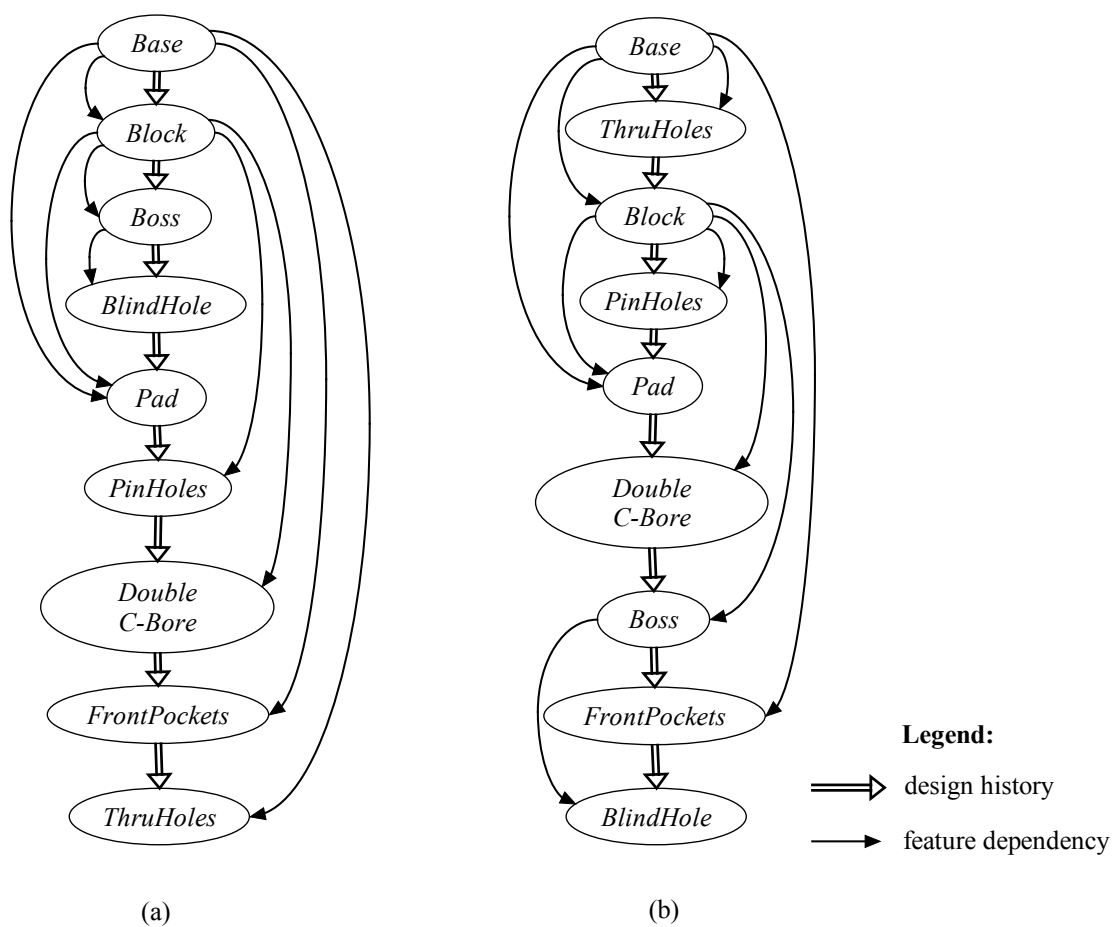 Base
Block
Boss
BlindHole
Pad
PinHoles
Double
C-Bore
FrontPockets
ThruHoles
(a)
Base
ThruHoles
Block
PinHoles
Pad
Double
C-Bore
Boss
FrontPockets
BlindHole
(b)
Legend:
design history
feature dependency